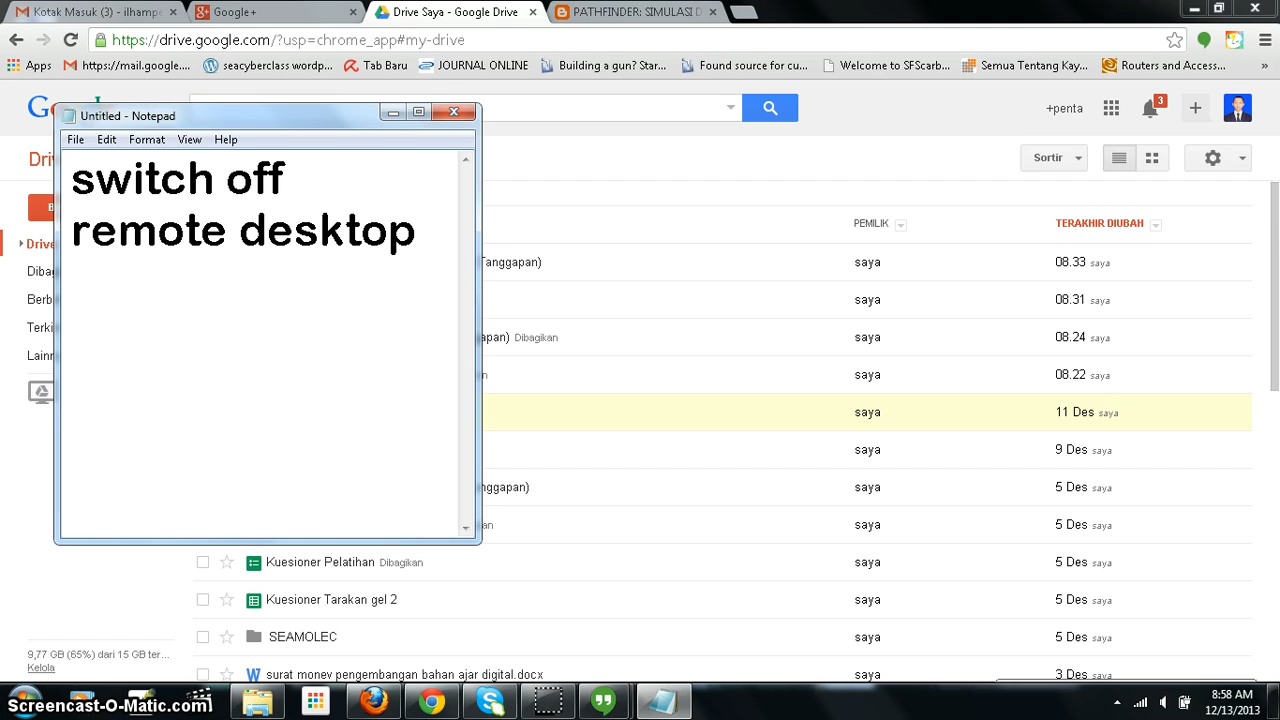 Kotak Masuk (3) - ilhampe
Google+
Drive Saya - Google Drive
PATHFINDER: SIMULASI D
https://drive.google.com/?usp=chrome_app#my-drive
Apps
https://mail.google....
seacyberclass wordp...
Tab Baru
JOURNAL ONLINE
Building a gun? Star...
Found source for cu...
Welcome to SFScarb...
Semua Tentang Kay...
Routers and Access...
»
+penta
3
Untitled - Notepad
File Edit Format View Help
switch off
remote desktop
Sortir
PEMILIK
TERAKHIR DIUBAH
Tanggapan) saya 08.33 saya
saya 08.31 saya
apan) Dibagikan saya 08.24 saya
n saya 08.22 saya
saya 11 Des saya
saya 9 Des saya
nggapan) saya 5 Des saya
an saya 5 Des saya
Kuesioner Pelatihan Dibagikan saya 5 Des saya
Kuesioner Tarakan gel 2 saya 5 Des saya
SEAMOLEC saya 5 Des saya
surat monev pengembangan bahan ajar digital.docx saya 3 Des saya
Driv
Drive
Dibag
Berb
Terki
Lainn
9,77 GB (65%) dari 15 GB ter...
Kelola
Screencast-O-Matic.com
8:58 AM
12/13/2013